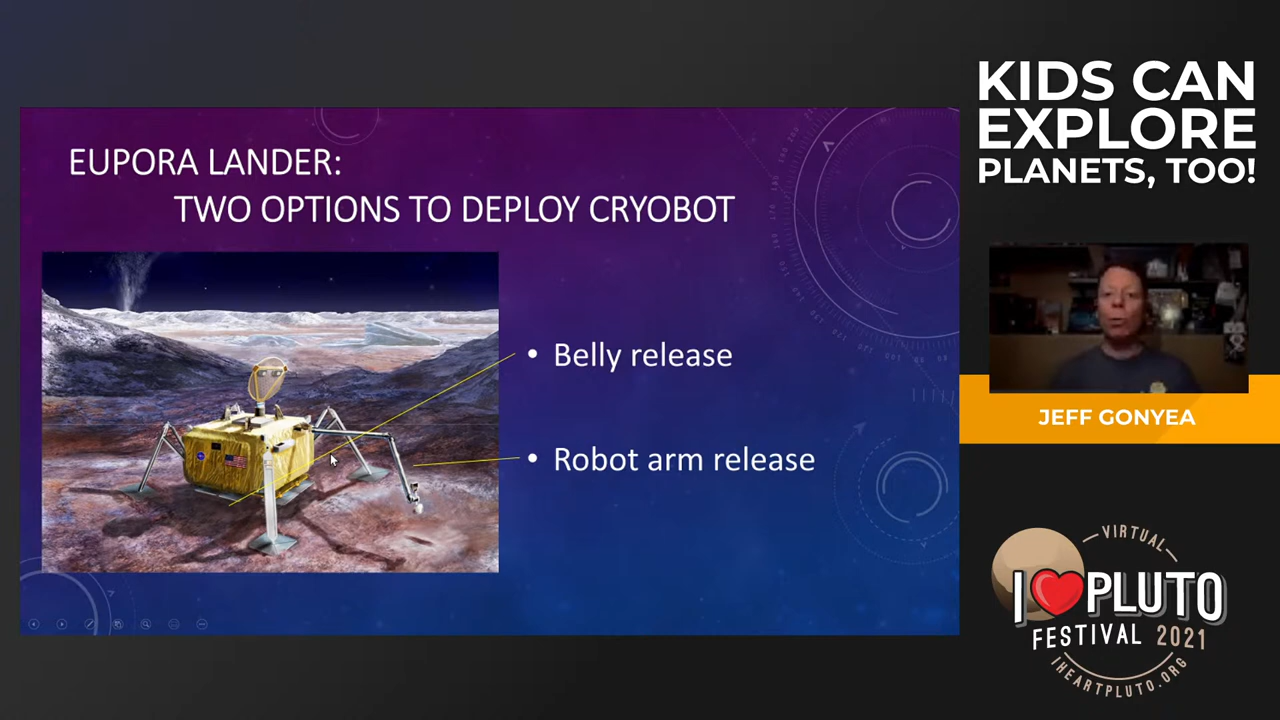 EUPORA LANDER:
TWO OPTIONS TO DEPLOY CRYOBOT
• Belly release
• Robot arm release
KIDS CAN
EXPLORE
PLANETS, TOO!
JEFF GONYEA
VIRTUAL
I ❤ PLUTO
FESTIVAL 2021
IHEARTPLUTO.ORG